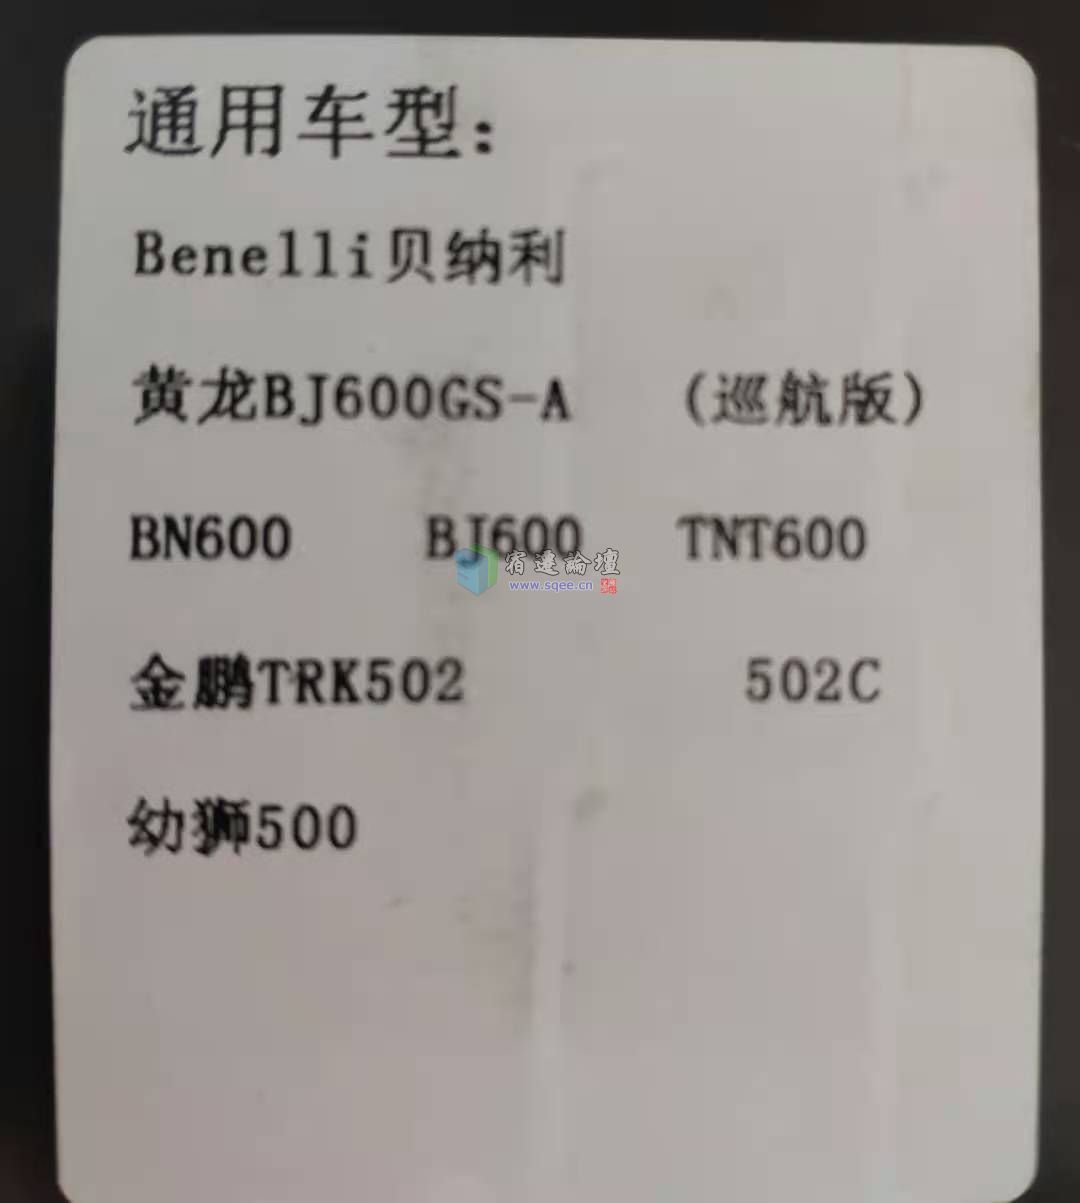 通用车型：
Benelli贝纳利
黄龙BJ600GS-A (巡航版)
BN600 BJ600 TNT600
宿迁論壇
www.sqee.cn
金鹏TRK502 502C
幼狮500